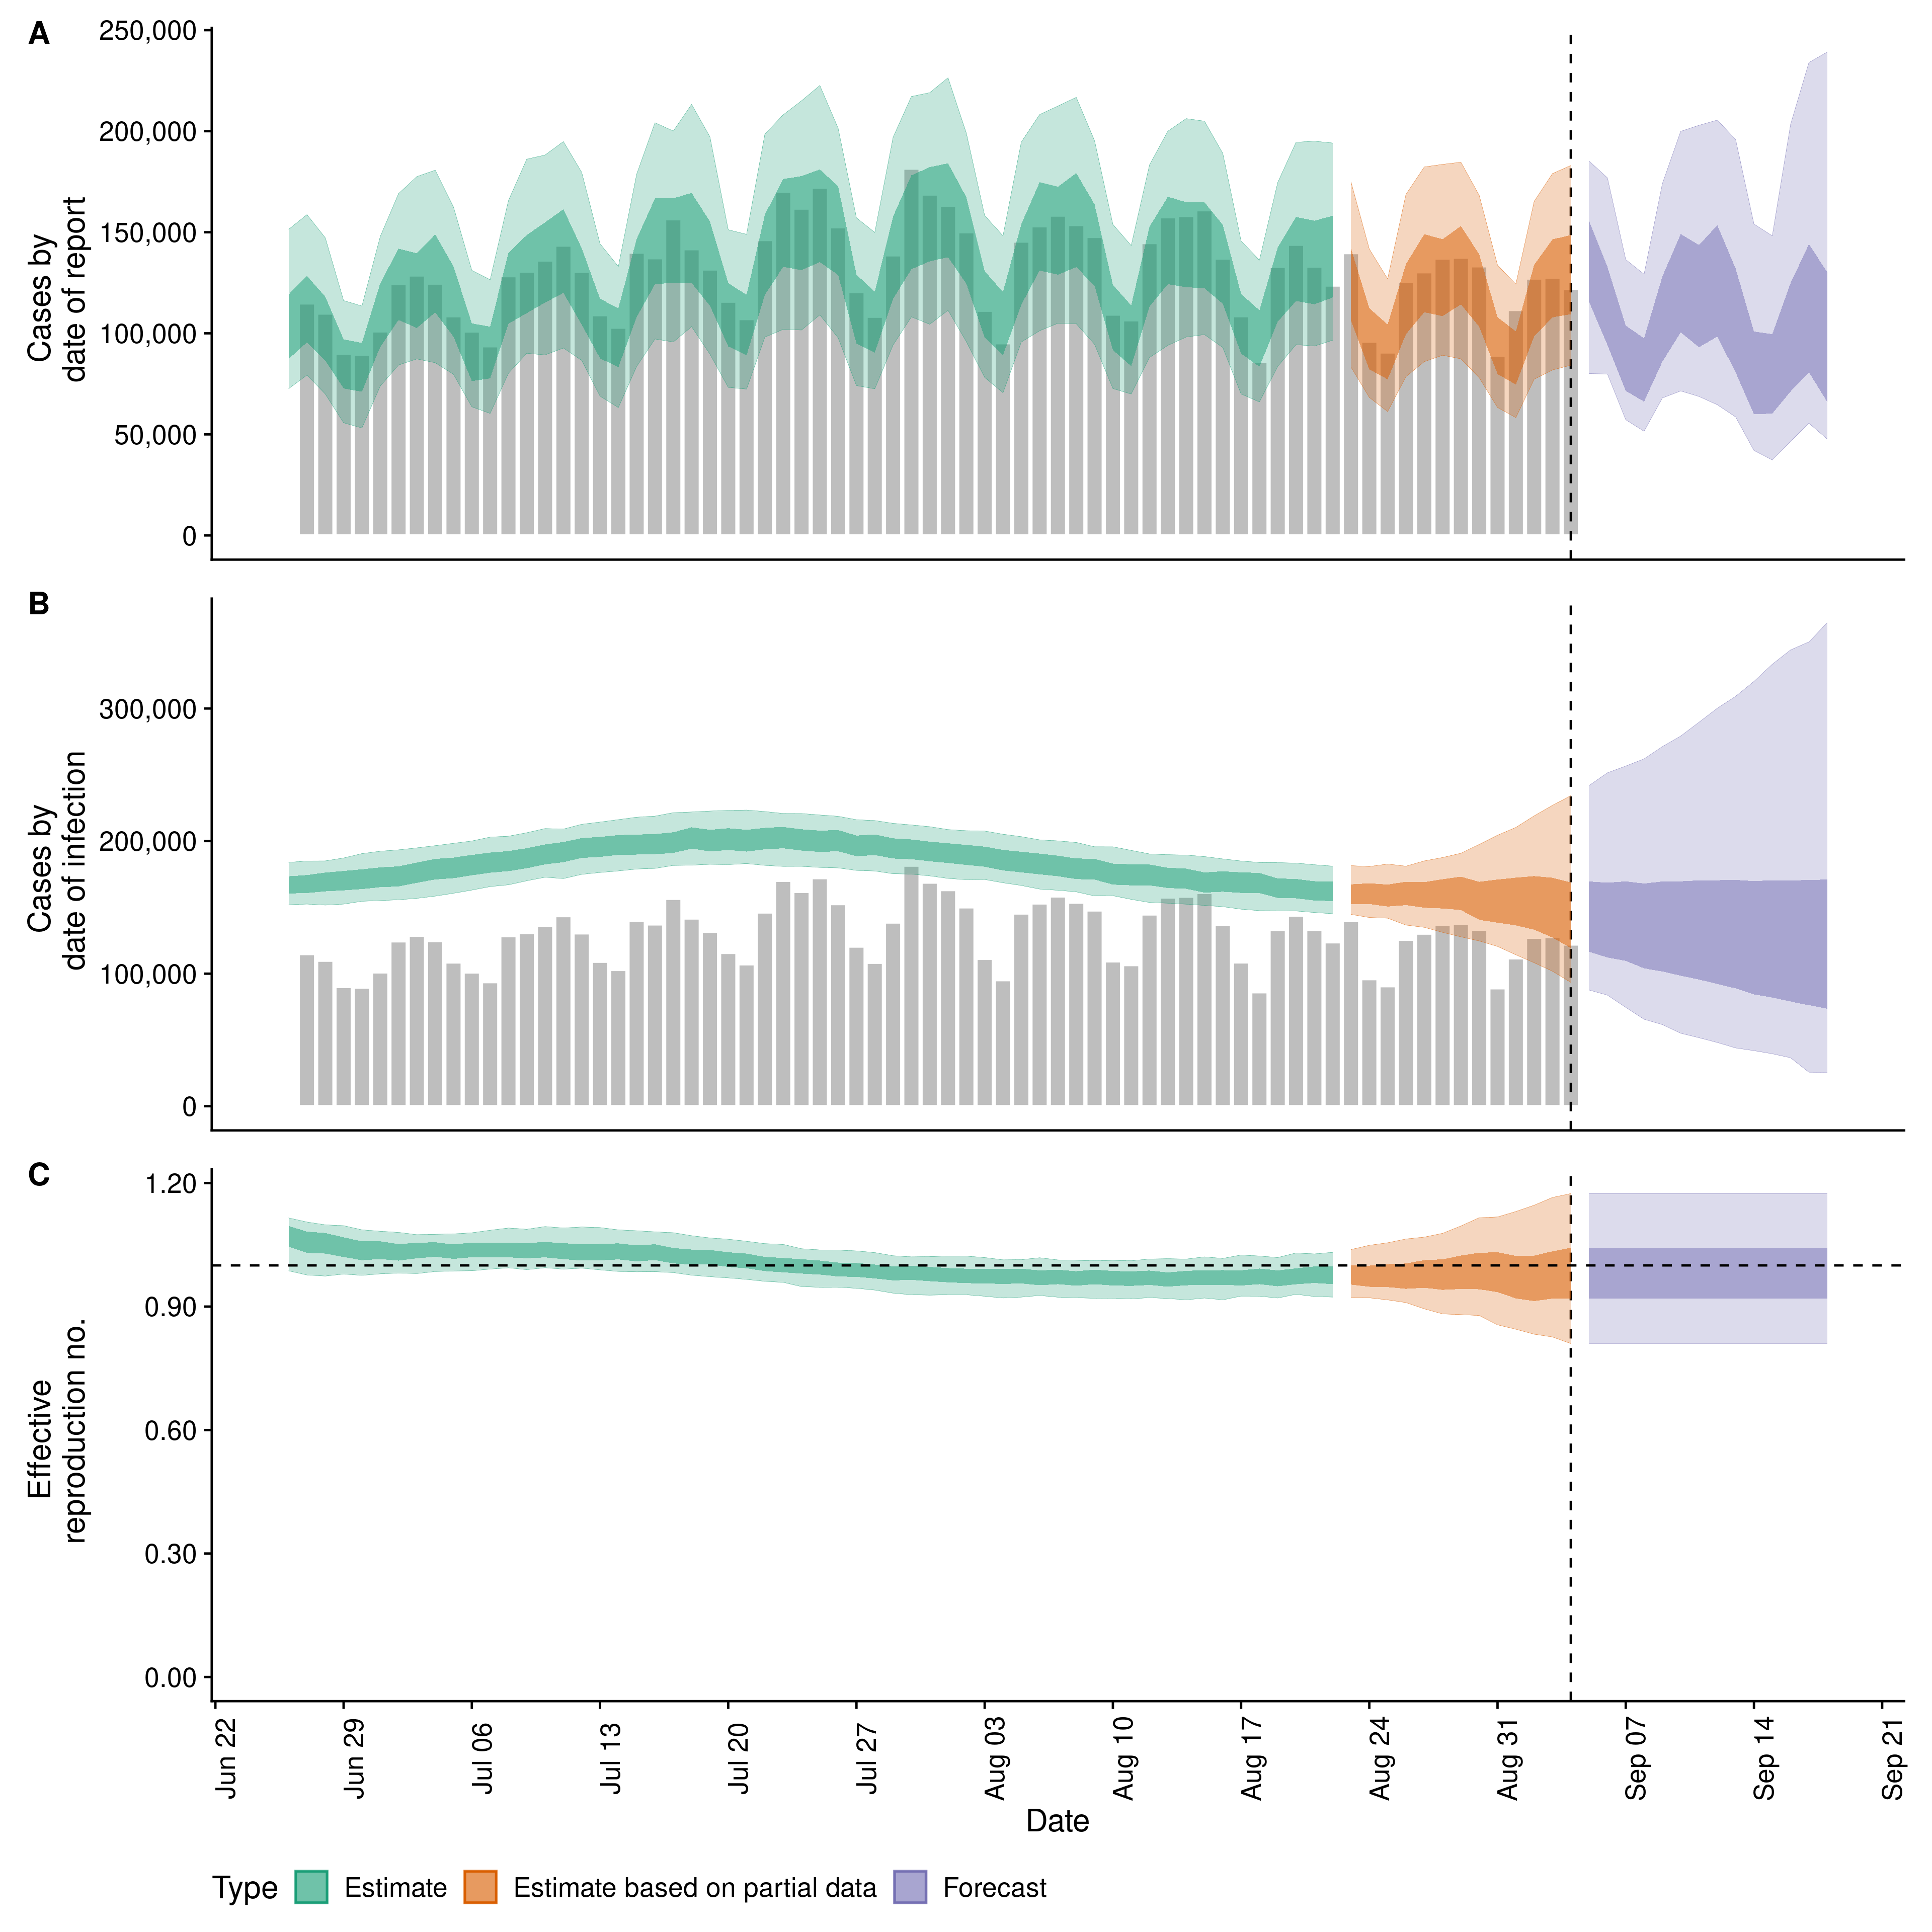 A
250,000
200,000
150,000
100,000
50,000
0
Cases by
date of report
B
300,000
200,000
100,000
0
Cases by
date of infection
C
1.20
0.90
0.60
0.30
0.00
Effective
reproduction no.
Jun 22
Jun 29
Jul 06
Jul 13
Jul 20
Jul 27
Aug 03
Aug 10
Aug 17
Aug 24
Aug 31
Sep 07
Sep 14
Sep 21
Date
Type Estimate Estimate based on partial data Forecast